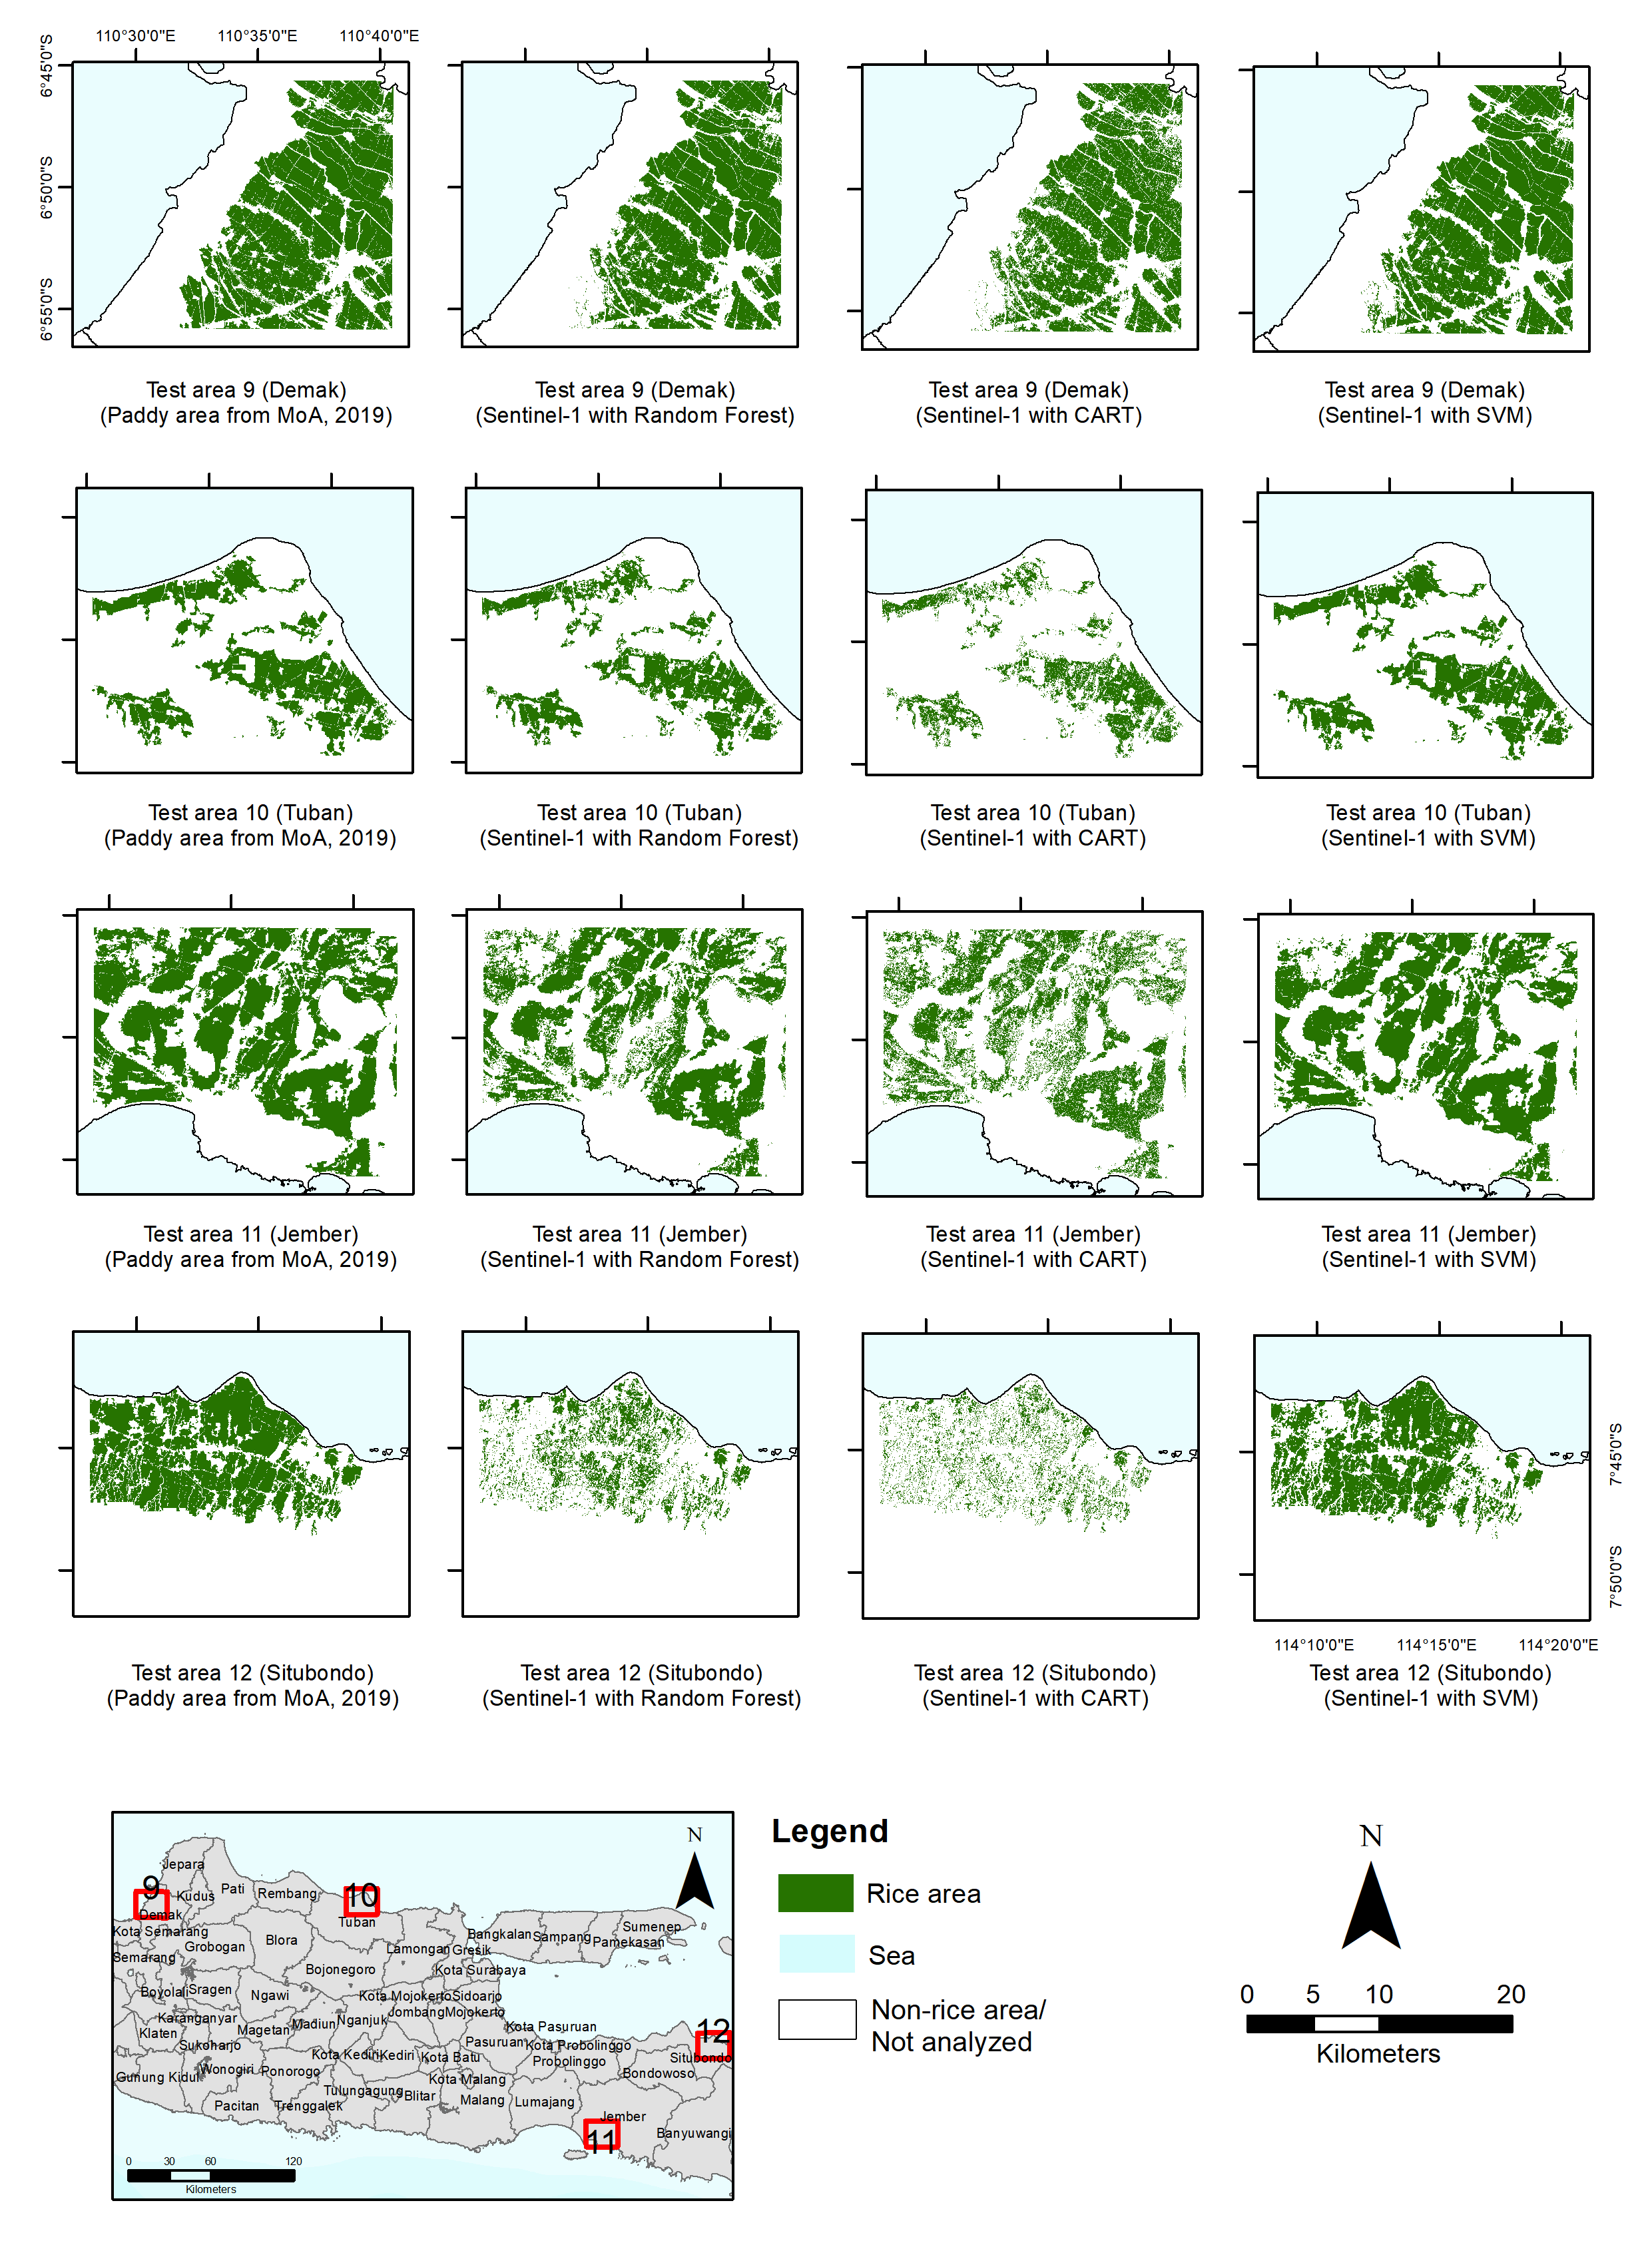 110°30'0"E 110°35'0"E 110°40'0"E
6°45'0"S
6°50'0"S
6°55'0"S
Test area 9 (Demak)
(Paddy area from MoA, 2019)
Test area 9 (Demak)
(Sentinel-1 with Random Forest)
Test area 9 (Demak)
(Sentinel-1 with CART)
Test area 9 (Demak)
(Sentinel-1 with SVM)
Test area 10 (Tuban)
(Paddy area from MoA, 2019)
Test area 10 (Tuban)
(Sentinel-1 with Random Forest)
Test area 10 (Tuban)
(Sentinel-1 with CART)
Test area 10 (Tuban)
(Sentinel-1 with SVM)
Test area 11 (Jember)
(Paddy area from MoA, 2019)
Test area 11 (Jember)
(Sentinel-1 with Random Forest)
Test area 11 (Jember)
(Sentinel-1 with CART)
Test area 11 (Jember)
(Sentinel-1 with SVM)
7°45'0"S
7°50'0"S
114°10'0"E 114°15'0"E 114°20'0"E
Test area 12 (Situbondo)
(Paddy area from MoA, 2019)
Test area 12 (Situbondo)
(Sentinel-1 with Random Forest)
Test area 12 (Situbondo)
(Sentinel-1 with CART)
Test area 12 (Situbondo)
(Sentinel-1 with SVM)
N
Jepara
9
Kudus
Pati
Rembang
10
Demak
Tuban
Kota Semarang
Grobogan
Blora
Lamongan
Gresik
Bangkalan
Sampang
Sumenep
Pamekasan
Semarang
Bojonegoro
Kota Surabaya
Boyolali
Sragen
Ngawi
Kota Mojokerto
Sidoarjo
Jombang
Mojokerto
Karanganyar
Klaten
Magetan
Madiun
Nganjuk
Kota Pasuruan
12
Sukoharjo
Pasuruan
Kota Probolinggo
Probolinggo
Situbondo
Kota Kediri
Kediri
Kota Batu
Bondowoso
Gunung Kidul
Wonogiri
Ponorogo
Kota Malang
Tulungagung
Blitar
Malang
Lumajang
Pacitan
Trenggalek
Jember
11
Banyuwangi
0 30 60 120
Kilometers
Legend
Rice area
Sea
Non-rice area/
Not analyzed
N
0 5 10 20
Kilometers